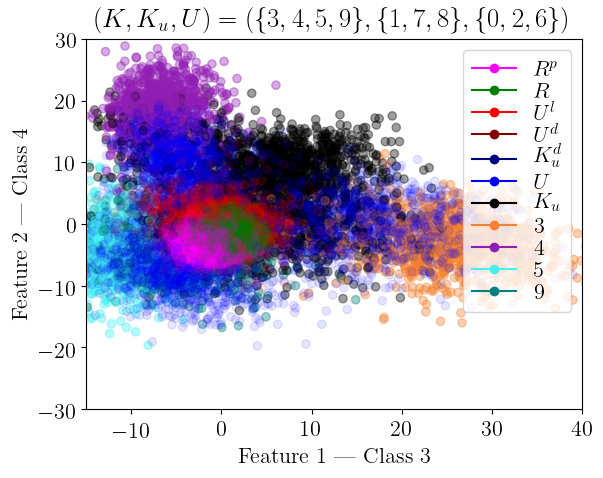 (K, K_u, U) = ({3, 4, 5, 9}, {1, 7, 8}, {0, 2, 6})
30
20
10
0
−10
−20
−30
Feature 2 — Class 4
R^p
R
U^l
U^d
K_u^d
U
K_u
3
4
5
9
−10
0
10
20
30
40
Feature 1 — Class 3